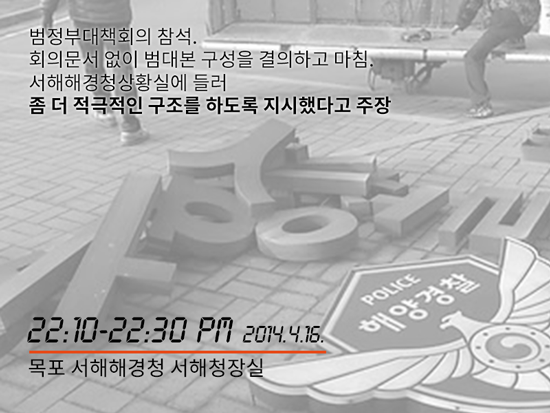 범정부대책회의 참석.
회의문서 없이 범대본 구성을 결의하고 마침.
서해해경청상황실에 들러
좀 더 적극적인 구조를 하도록 지시했다고 주장
POLICE
해양경찰
22:10-22:30 PM 2014.4.16.
목포 서해해경청 서해청장실